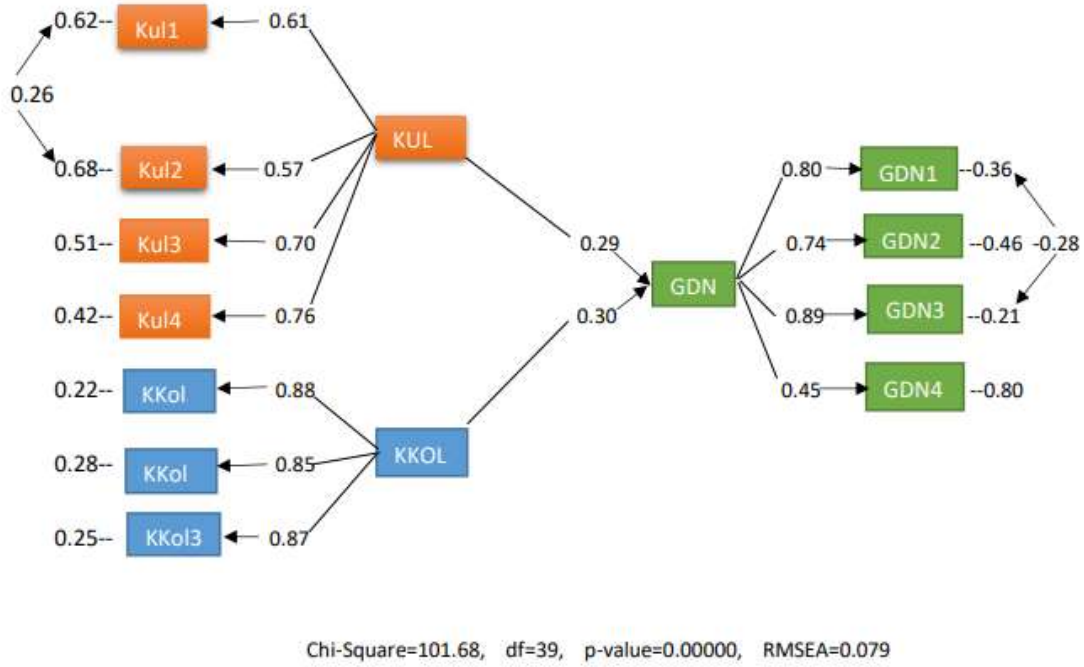 0.62-- Kul1 0.61
0.26
KUL
0.68-- Kul2 0.57 0.80 GDN1 --0.36
0.51-- Kul3 0.70 0.29 0.74 GDN2 --0.46 -0.28
GDN
0.42-- Kul4 0.76 0.30 0.89 GDN3 --0.21
0.22-- KKol 0.88 0.45 GDN4 --0.80
KKOL
0.28-- KKol 0.85
0.25-- KKol3 0.87
Chi-Square=101.68, df=39, p-value=0.00000, RMSEA=0.079